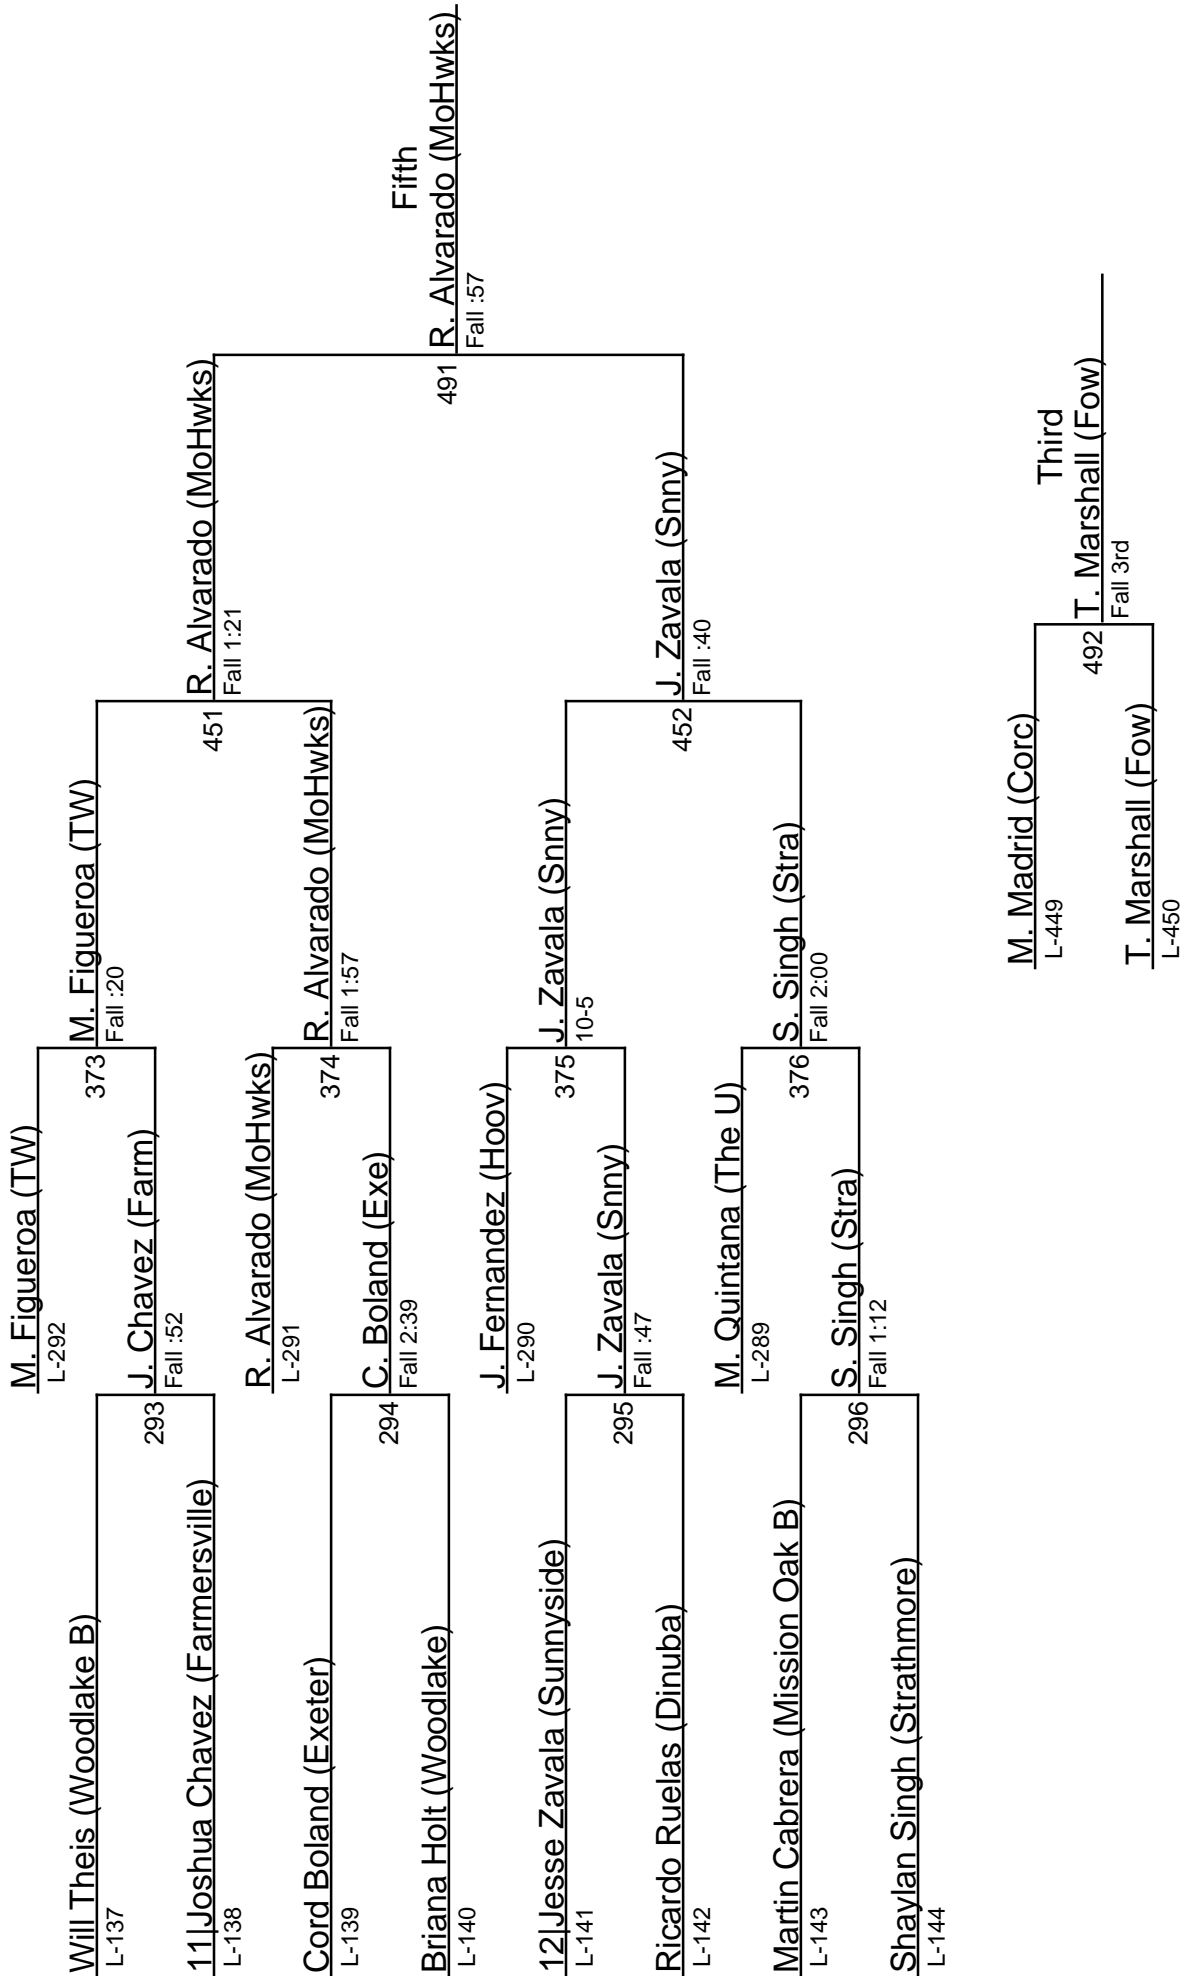 Will Theis (Woodlake B)
L-137
11|Joshua Chavez (Farmersville)
L-138
Cord Boland (Exeter)
L-139
Briana Holt (Woodlake)
L-140
12|Jesse Zavala (Sunnyside)
L-141
Ricardo Ruelas (Dinuba)
L-142
Martin Cabrera (Mission Oak B)
L-143
Shaylan Singh (Strathmore)
L-144
293
294
295
296
M. Figueroa (TW)
L-292
J. Chavez (Farm)
Fall :52
R. Alvarado (MoHwks)
L-291
C. Boland (Exe)
Fall 2:39
J. Fernandez (Hoov)
L-290
J. Zavala (Snny)
Fall :47
M. Quintana (The U)
L-289
S. Singh (Stra)
Fall 1:12
373
374
375
376
M. Figueroa (TW)
Fall :20
R. Alvarado (MoHwks)
Fall 1:57
J. Zavala (Snny)
10-5
S. Singh (Stra)
Fall 2:00
451
452
R. Alvarado (MoHwks)
Fall 1:21
J. Zavala (Snny)
Fall :40
491
Fifth
R. Alvarado (MoHwks)
Fall :57
M. Madrid (Corc)
L-449
T. Marshall (Fow)
L-450
492
Third
T. Marshall (Fow)
Fall 3rd